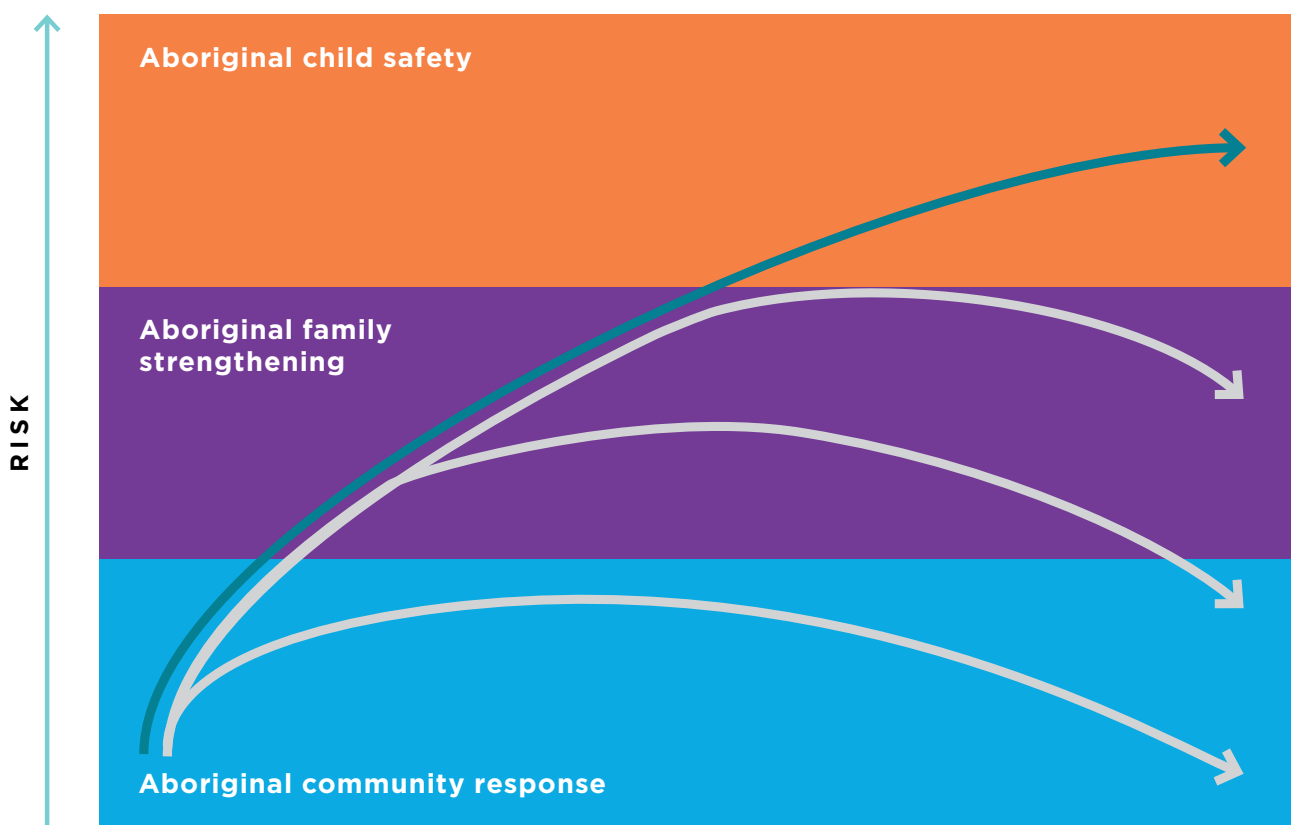 Aboriginal child safety
Aboriginal family
strengthening
RISK
Aboriginal community response